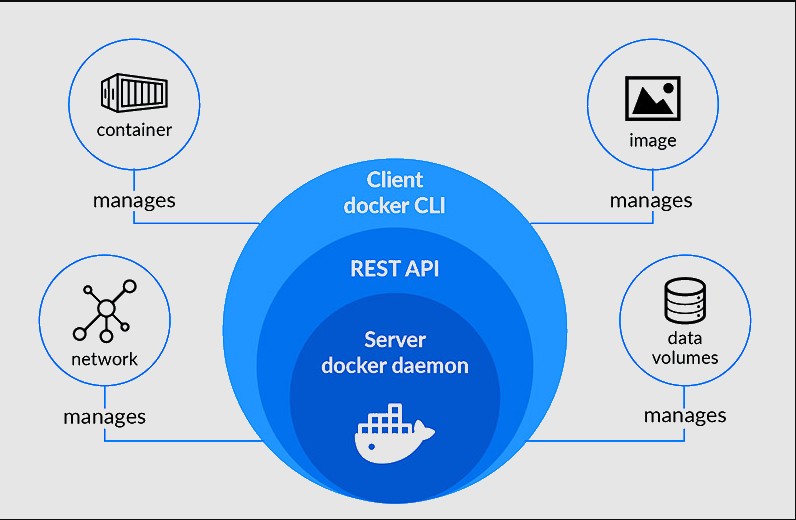 container
manages
image
manages
Client
docker CLI
REST API
Server
docker daemon
network
manages
data
volumes
manages